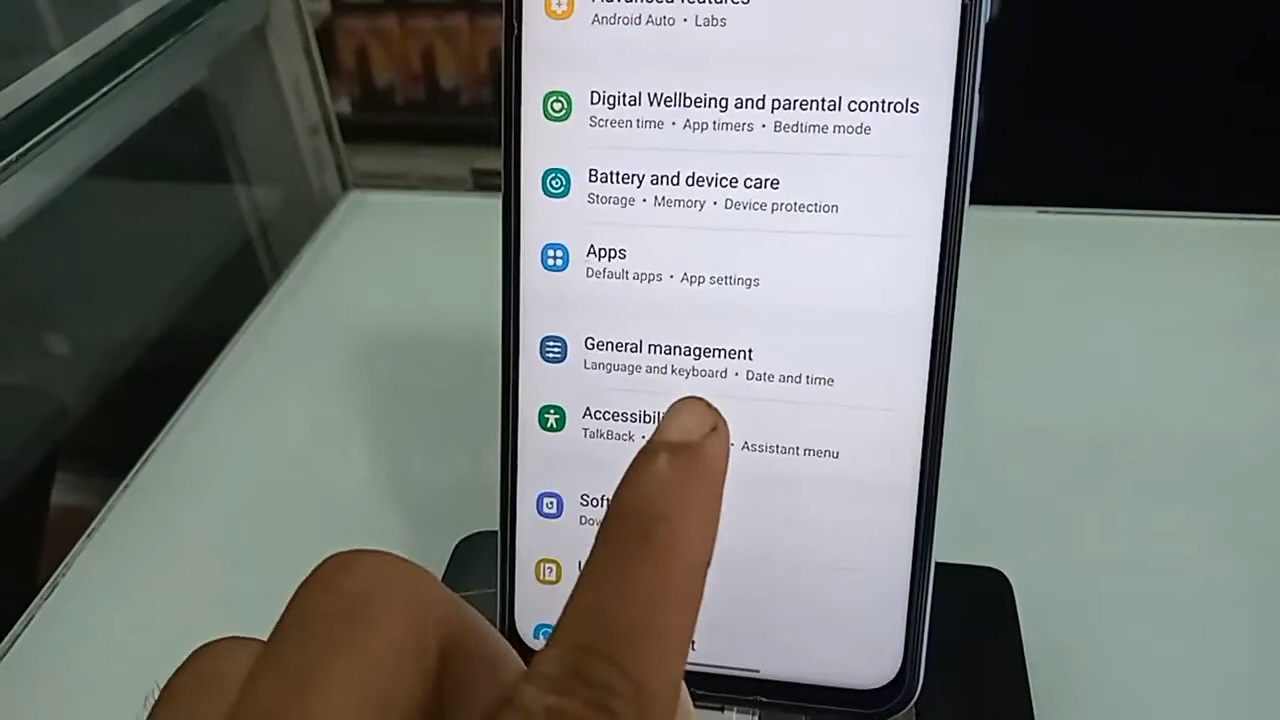 Advanced features
Android Auto • Labs
Digital Wellbeing and parental controls
Screen time • App timers • Bedtime mode
Battery and device care
Storage • Memory • Device protection
Apps
Default apps • App settings
General management
Language and keyboard • Date and time
TalkBack • • Assistant menu